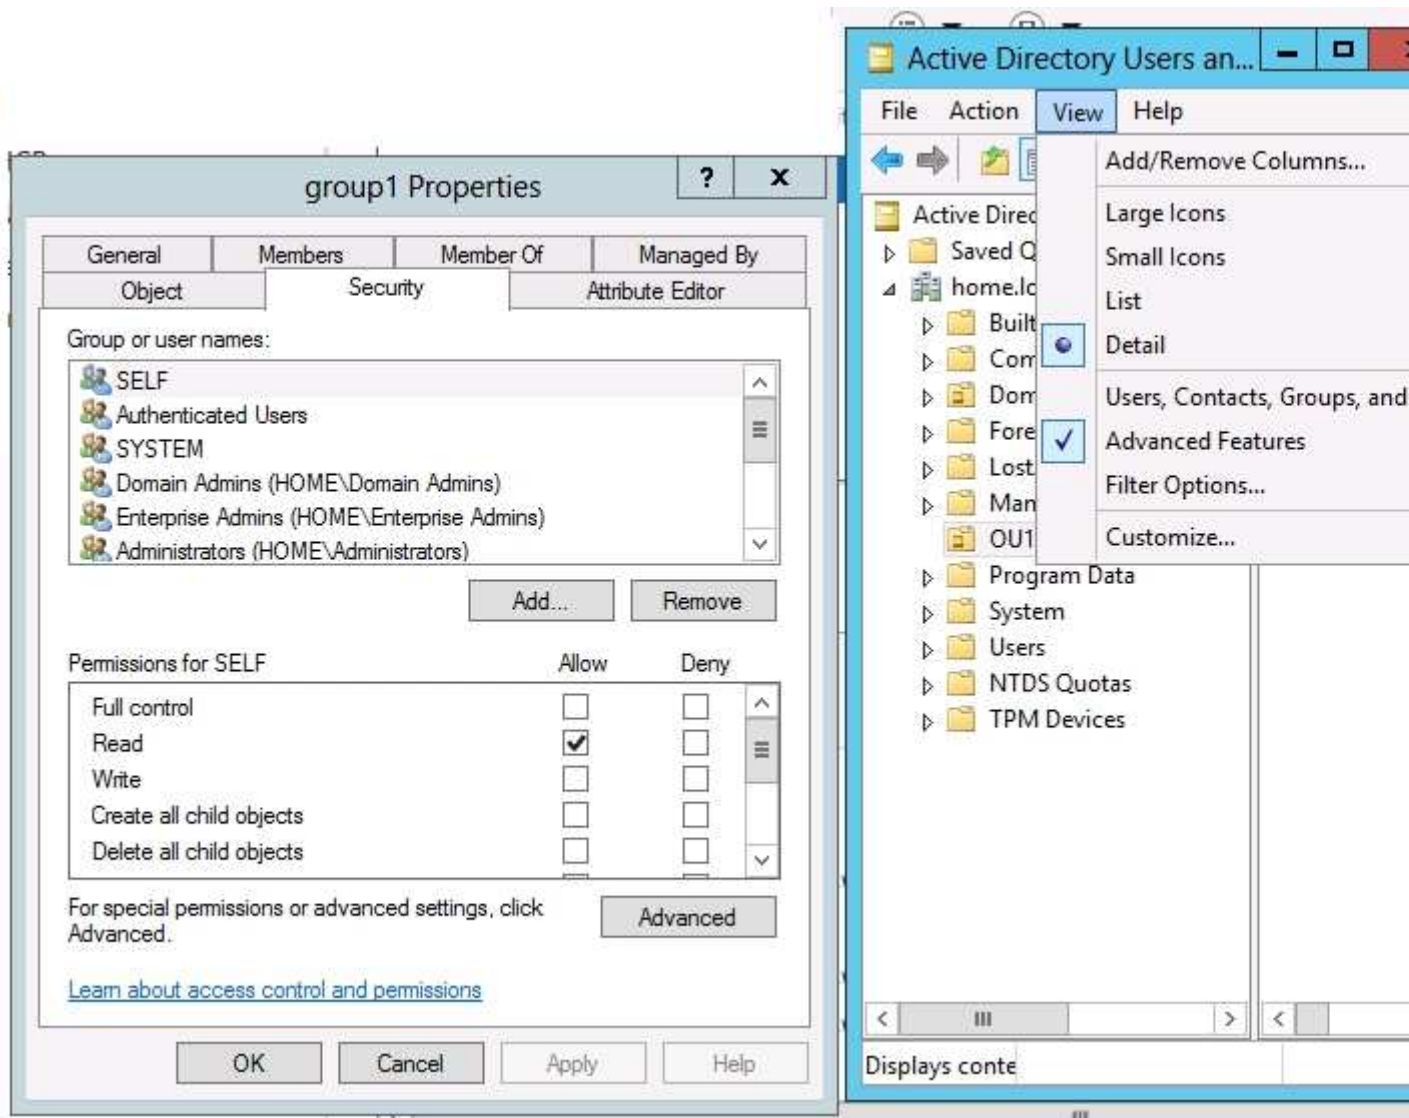 group1 Properties
?
x
General
Members
Member Of
Managed By
Object
Security
Attribute Editor
Group or user names:
SELF
Authenticated Users
SYSTEM
Domain Admins (HOME\Domain Admins)
Enterprise Admins (HOME\Enterprise Admins)
Administrators (HOME\Administrators)
Add...
Remove
Permissions for SELF
Allow
Deny
Full control
Read
Write
Create all child objects
Delete all child objects
For special permissions or advanced settings, click
Advanced.
Advanced
Learn about access control and permissions
OK
Cancel
Apply
Help
Active Directory Users an...
File
Action
View
Help
Add/Remove Columns...
Large Icons
Small Icons
List
Detail
Users, Contacts, Groups, and
Advanced Features
Filter Options...
Customize...
Active Direc
Saved Q
home.lo
Built
Com
Dom
Fore
Lost
Man
OU1
Program Data
System
Users
NTDS Quotas
TPM Devices
Displays conte